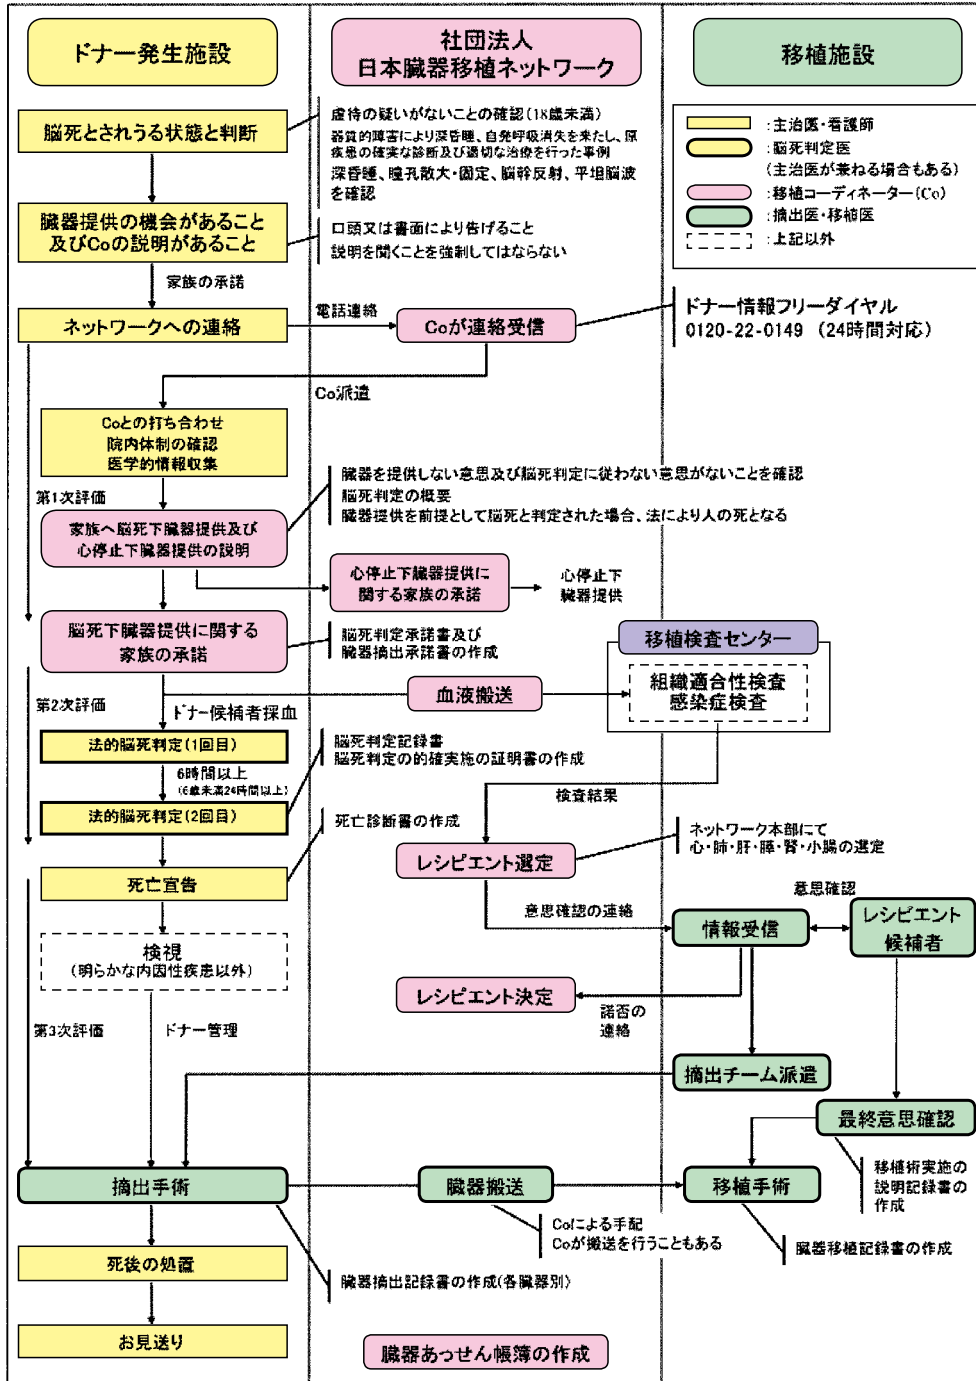 ドナー発生施設
社団法人
日本臓器移植ネットワーク
移植施設
脳死とされうる状態と判断
虐待の疑いがないことの確認(18歳未満)
器質的障害により深昏睡、自発呼吸消失を来たし、原
疾患の確実な診断及び適切な治療を行った事例
深昏睡、瞳孔散大・固定、脳幹反射、平坦脳波
を確認
:主治医・看護師
:脳死判定医
(主治医が兼ねる場合もある)
:移植コーディネーター(Co)
:摘出医・移植医
:上記以外
臓器提供の機会があること
及びCoの説明があること
口頭又は書面により告げること
説明を聞くことを強制してはならない
家族の承諾
ネットワークへの連絡
電話連絡
Coが連絡受信
ドナー情報フリーダイヤル
0120-22-0149 (24時間対応)
Co派遣
Coとの打ち合わせ
院内体制の確認
医学的情報収集
第1次評価
臓器を提供しない意思及び脳死判定に従わない意思がないことを確認
脳死判定の概要
臓器提供を前提として脳死と判定された場合、法により人の死となる
家族へ脳死下臓器提供及び
心停止下臓器提供の説明
心停止下臓器提供に
関する家族の承諾
心停止下
臓器提供
脳死下臓器提供に関する
家族の承諾
脳死判定承諾書及び
臓器摘出承諾書の作成
移植検査センター
組織適合性検査
感染症検査
血液搬送
第2次評価
ドナー候補者採血
法的脳死判定(1回目)
脳死判定記録書
脳死判定の的確実施の証明書の作成
6時間以上
(6歳未満24時間以上)
検査結果
法的脳死判定(2回目)
死亡診断書の作成
レシピエント選定
ネットワーク本部にて
心・肺・肝・膵・腎・小腸の選定
死亡宣告
意思確認の連絡
意思確認
情報受信
レシピエント
候補者
検視
(明らかな内因性疾患以外)
レシピエント決定
諾否の
連絡
第3次評価
ドナー管理
摘出チーム派遣
最終意思確認
移植術実施の
説明記録書の
作成
摘出手術
臓器搬送
移植手術
Coによる手配
Coが搬送を行うこともある
臓器移植記録書の作成
死後の処置
臓器摘出記録書の作成(各臓器別)
お見送り
臓器あっせん帳簿の作成